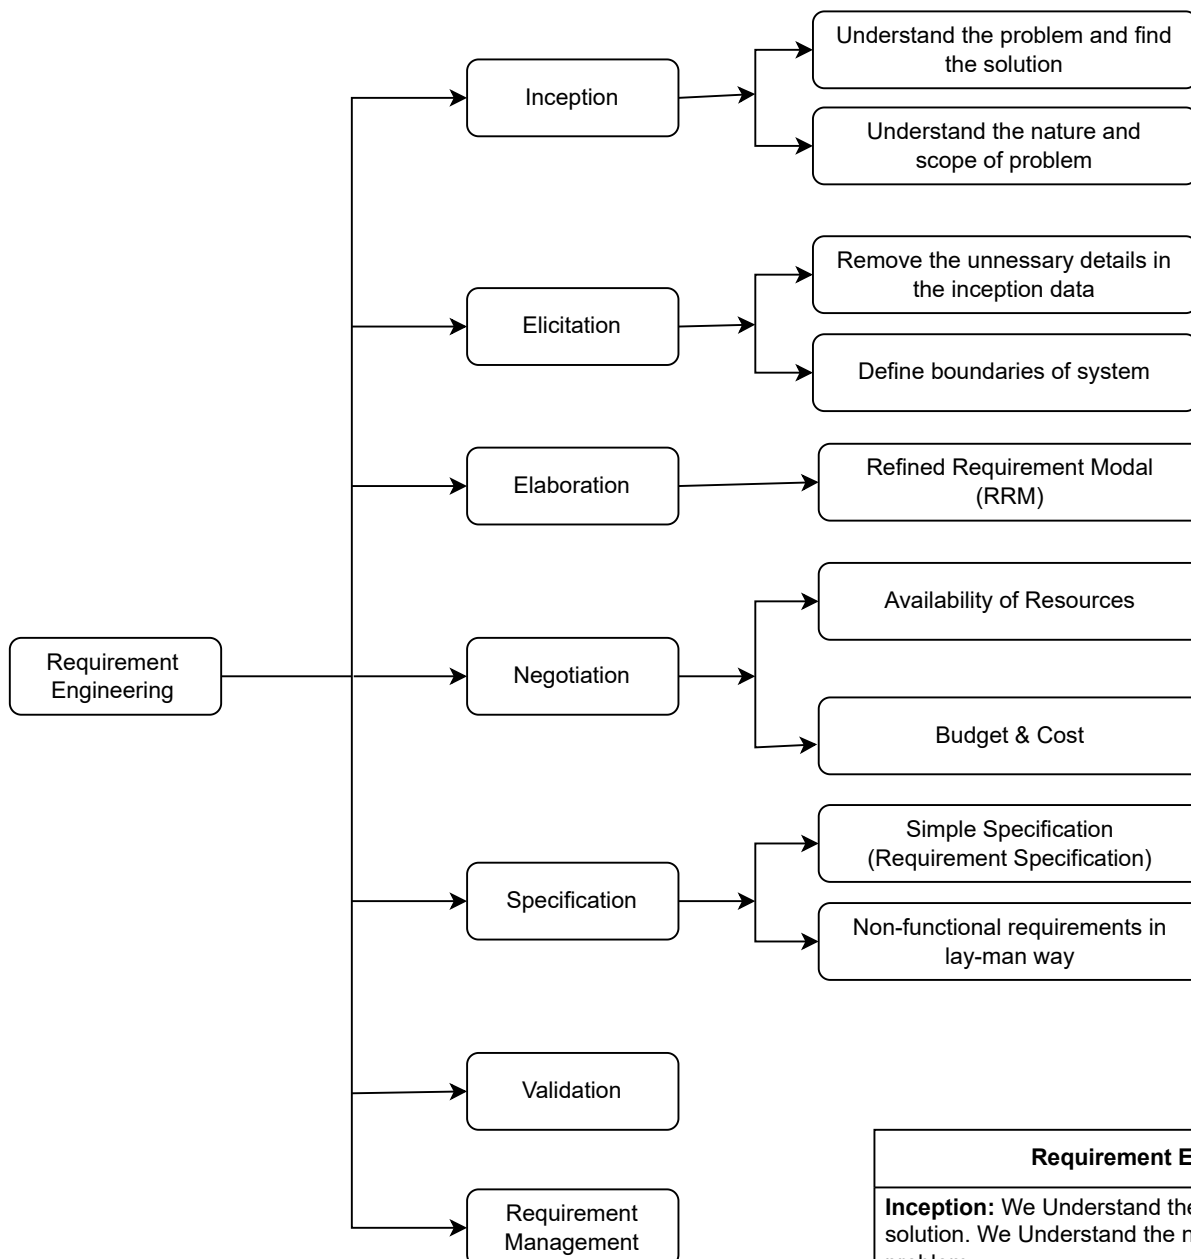 Understand the problem and find
the solution
Inception
Understand the nature and
scope of problem
Remove the unnessary details in
the inception data
Elicitation
Define boundaries of system
Refined Requirement Modal
(RRM)
Elaboration
Availability of Resources
Requirement
Engineering
Negotiation
Budget & Cost
Simple Specification
(Requirement Specification)
Specification
Non-functional requirements in
lay-man way
Validation
Requirement
Inception: We Understand the
solution. We Understand the
Requirement
Management